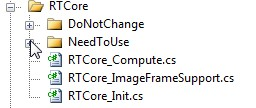 RTCore
DoNotChange
NeedToUse
RTCore_Compute.cs
RTCore_ImageFrameSupport.cs
RTCore_Init.cs